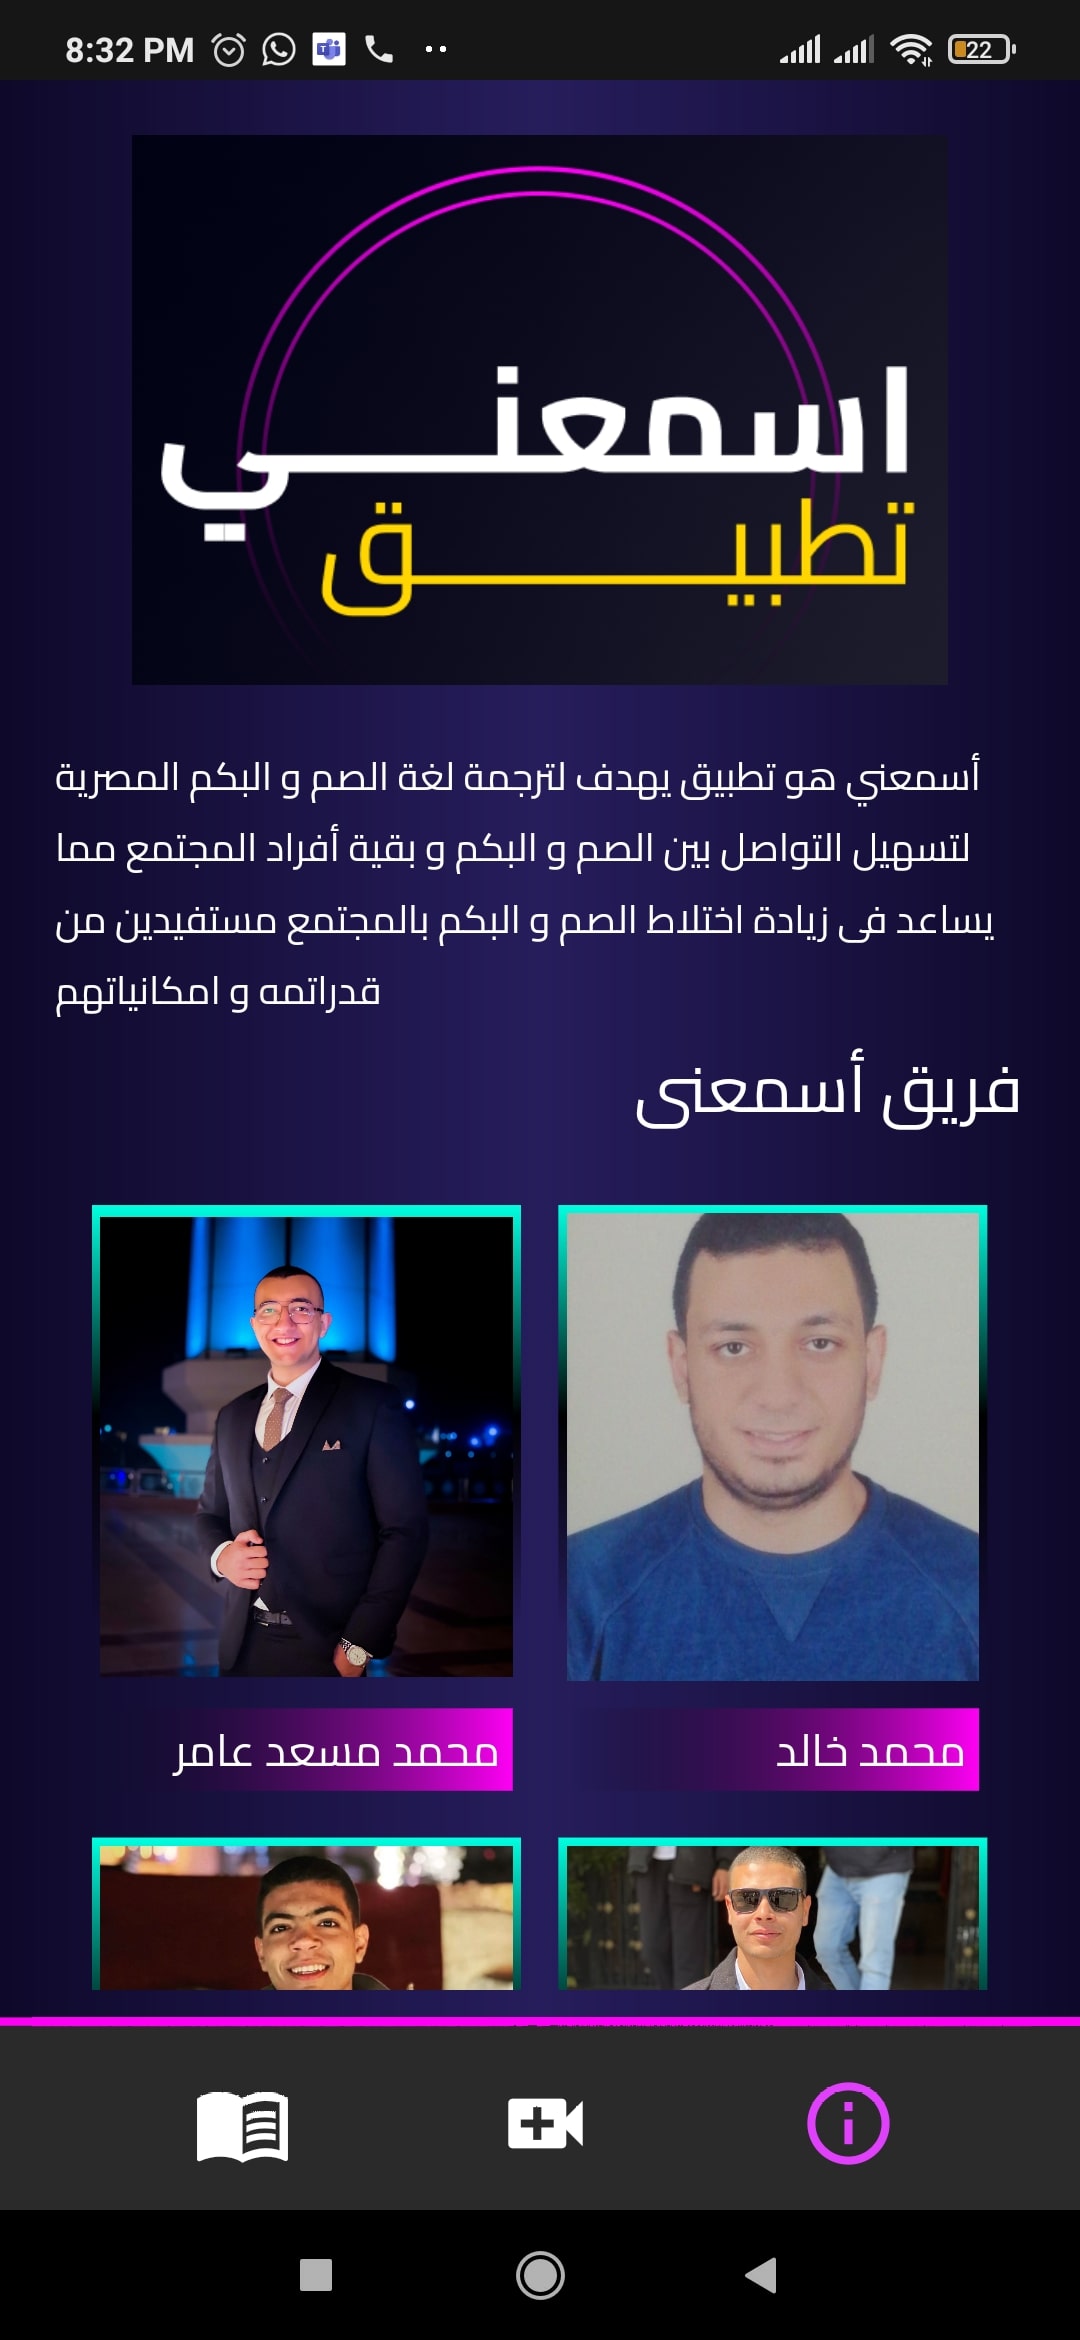 8:32 PM
22
اسمعني
تطبيق
أسمعني هو تطبيق يهدف لترجمة لغة الصم و البكم المصرية
لتسهيل التواصل بين الصم و البكم و بقية أفراد المجتمع مما
يساعد فى زيادة اختلاط الصم و البكم بالمجتمع مستفيدين من
قدراتمه و امكانياتهم
فريق أسمعنى
محمد خالد
محمد مسعد عامر